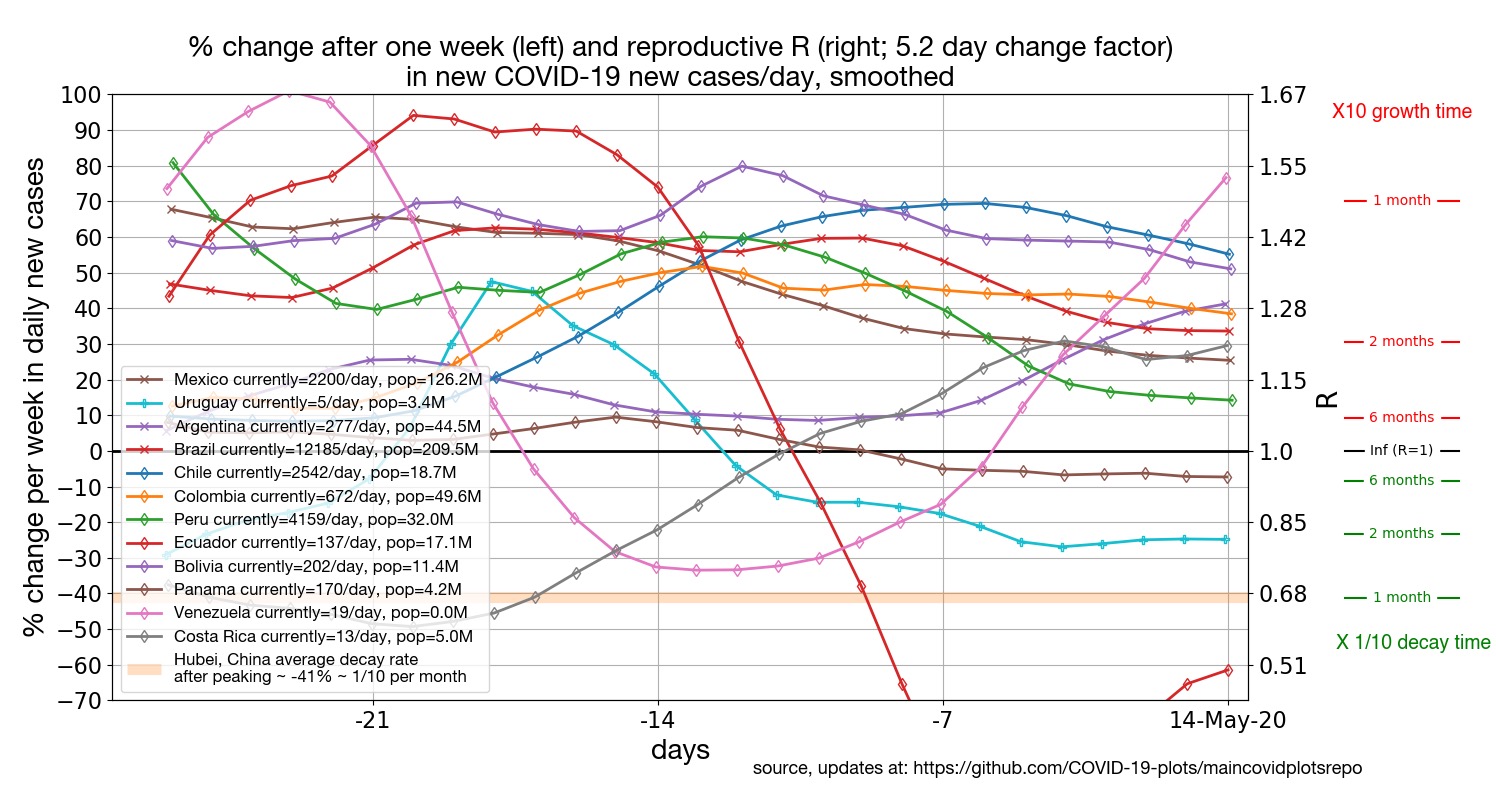 % change after one week (left) and reproductive R (right; 5.2 day change factor)
in new COVID-19 new cases/day, smoothed
% change per week in daily new cases
100
90
80
70
60
50
40
30
20
10
0
−10
−20
−30
−40
−50
−60
−70
Mexico currently=2200/day, pop=126.2M
Uruguay currently=5/day, pop=3.4M
Argentina currently=277/day, pop=44.5M
Brazil currently=12185/day, pop=209.5M
Chile currently=2542/day, pop=18.7M
Colombia currently=672/day, pop=49.6M
Peru currently=4159/day, pop=32.0M
Ecuador currently=137/day, pop=17.1M
Bolivia currently=202/day, pop=11.4M
Panama currently=170/day, pop=4.2M
Venezuela currently=19/day, pop=0.0M
Costa Rica currently=13/day, pop=5.0M
Hubei, China average decay rate
after peaking ~ -41% ~ 1/10 per month
1.67
1.55
1.42
1.28
1.15
1.0
0.85
0.68
0.51
R
X10 growth time
1 month
2 months
6 months
Inf (R=1)
6 months
2 months
1 month
X 1/10 decay time
-21
-14
-7
14-May-20
days
source, updates at: https://github.com/COVID-19-plots/maincovidplotsrepo